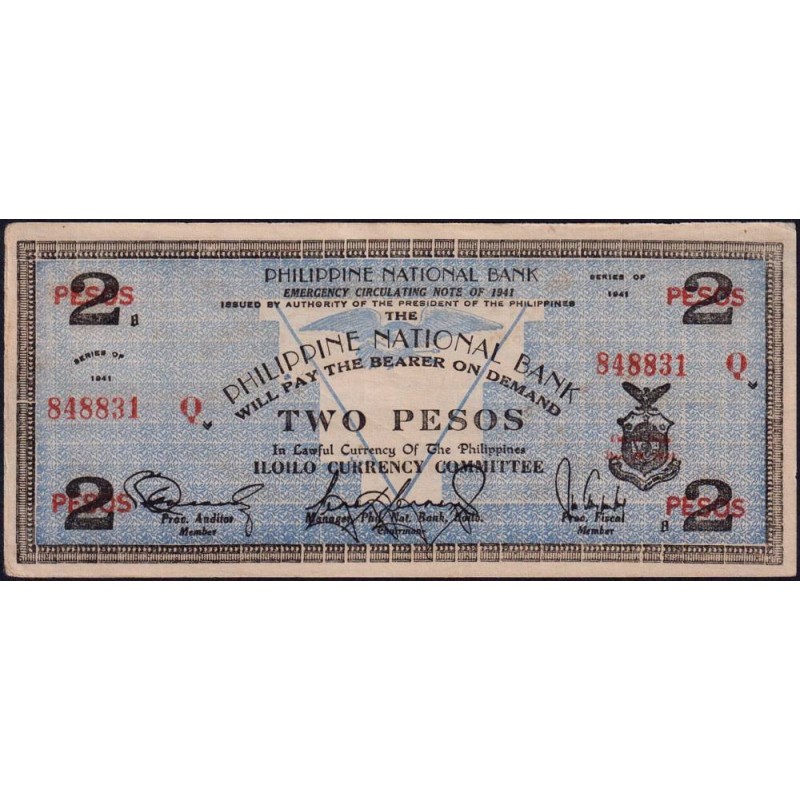 PHILIPPINE NATIONAL BANK
EMERGENCY CIRCULATING NOTE OF 1941
ISSUED BY AUTHORITY OF THE PRESIDENT OF THE PHILIPPINES
THE
PHILIPPINE NATIONAL BANK
WILL PAY THE BEARER ON DEMAND
TWO PESOS
In Lawful Currency Of The Philippines
ILOILO CURRENCY COMMITTEE
2 PESOS
B
SERIES OF
1941
848831 Q
SERIES OF
1941
2 PESOS
848831 Q
2 PESOS
Prov. Auditor
Member
Manager, Phil. Nat. Bank, Iloilo.
Chairman
Prov. Fiscal
Member
B
2 PESOS